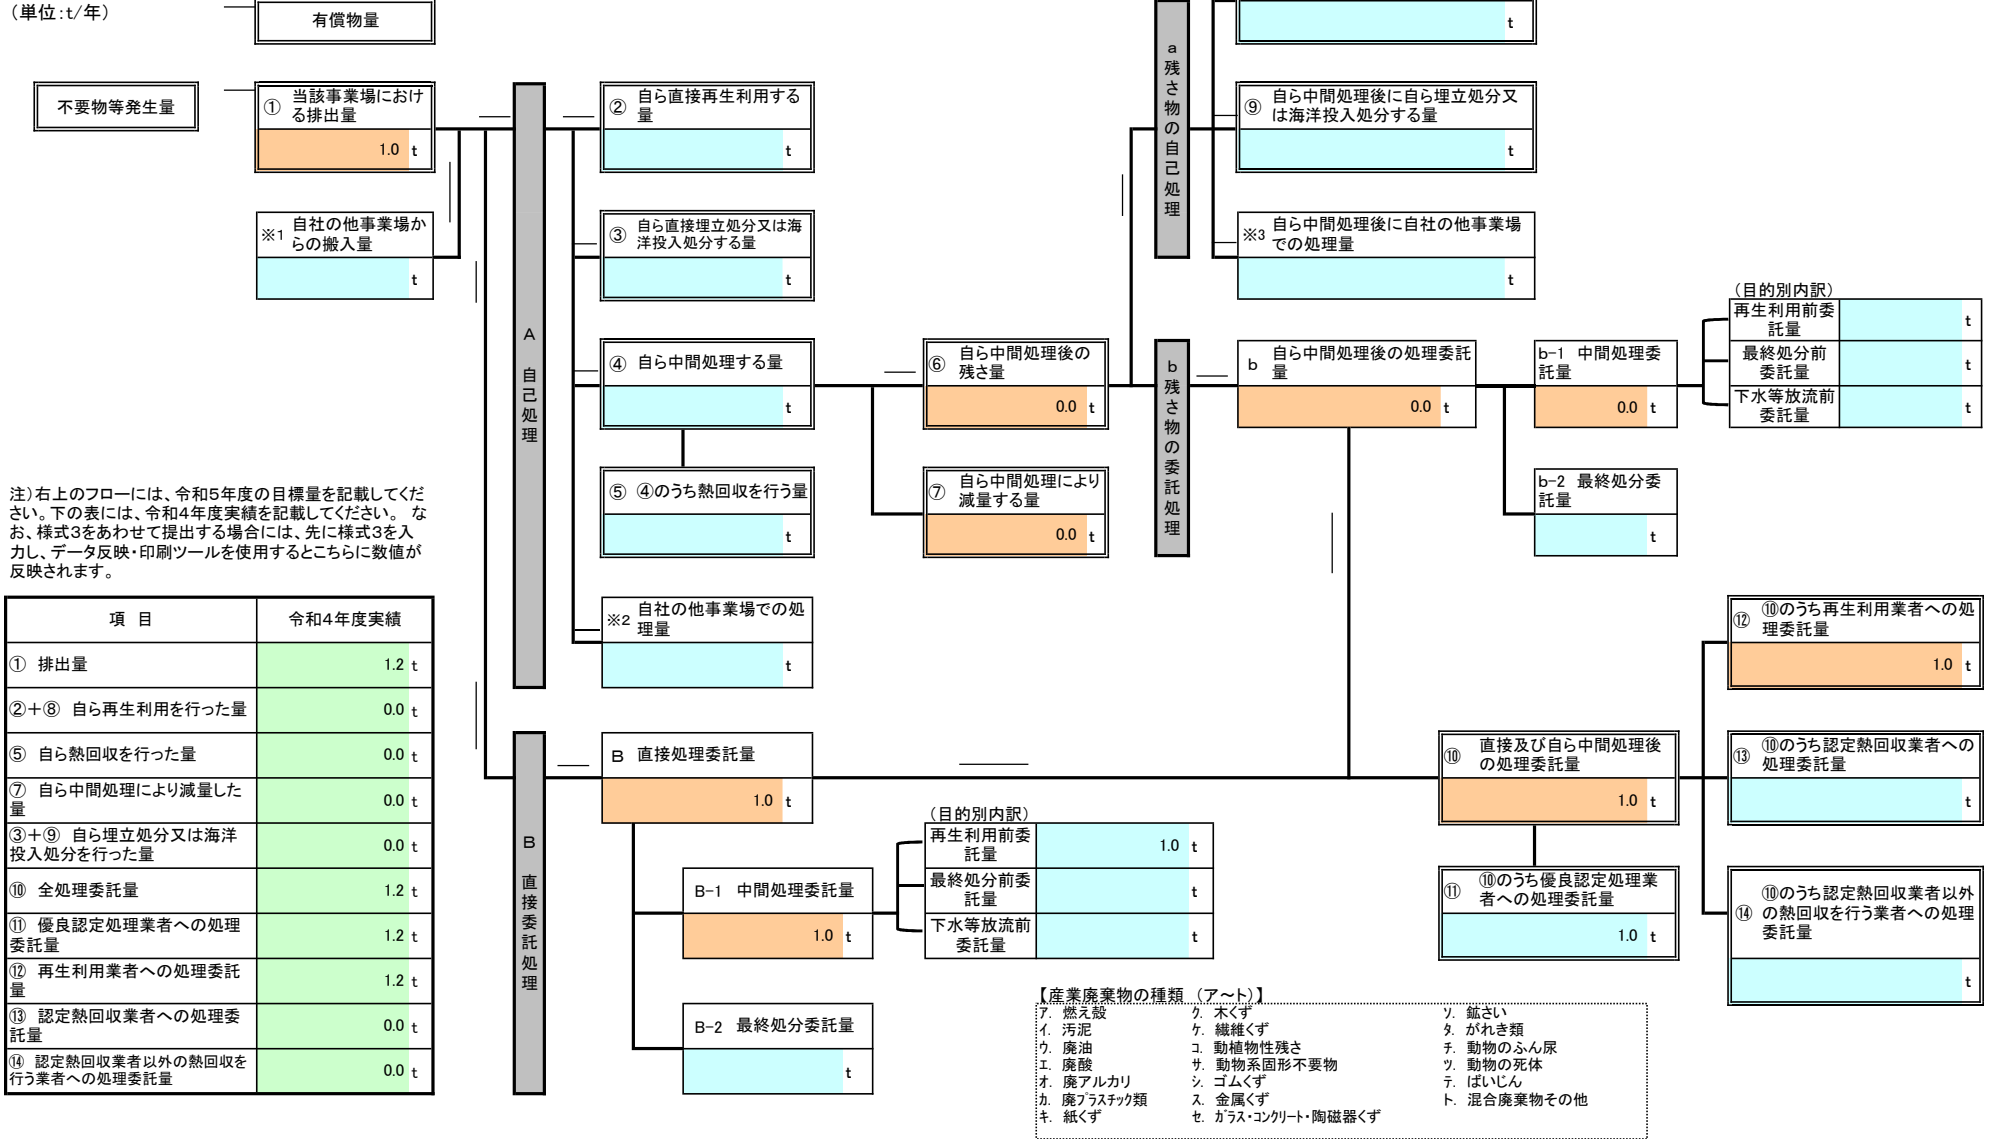 （単位:t/年）
有償物量
t
不要物等発生量
① 当該事業場におけ
る排出量
1.0 t
② 自ら直接再生利用する
量
t
a 残さ物の自己処理
⑨ 自ら中間処理後に自ら埋立処分又
は海洋投入処分する量
t
※1 自社の他事業場か
らの搬入量
t
③ 自ら直接埋立処分又は海
洋投入処分する量
t
※3 自ら中間処理後に自社の他事業場
での処理量
t
A 自己処理
④ 自ら中間処理する量
t
⑥ 自ら中間処理後の
残さ量
0.0 t
b 残さ物の委託処理
b 自ら中間処理後の処理委託
量
0.0 t
b-1 中間処理委
託量
0.0 t
（目的別内訳）
再生利用前委
託量
t
最終処分前
委託量
t
下水等放流前
委託量
t
⑤ ④のうち熱回収を行う量
t
⑦ 自ら中間処理により
減量する量
0.0 t
b-2 最終処分委
託量
t
注）右上のフローには、令和5年度の目標量を記載してくだ
さい。下の表には、令和4年度実績を記載してください。 な
お、様式3をあわせて提出する場合には、先に様式3を入
力し、データ反映・印刷ツールを使用するとこちらに数値が
反映されます。
※2 自社の他事業場での処
理量
t
項 目 令和4年度実績
① 排出量 1.2 t
②＋⑧ 自ら再生利用を行った量 0.0 t
⑤ 自ら熱回収を行った量 0.0 t
⑦ 自ら中間処理により減量した
量 0.0 t
③＋⑨ 自ら埋立処分又は海洋
投入処分を行った量 0.0 t
⑩ 全処理委託量 1.2 t
⑪ 優良認定処理業者への処理
委託量 1.2 t
⑫ 再生利用業者への処理委託
量 1.2 t
⑬ 認定熱回収業者への処理委
託量 0.0 t
⑭ 認定熱回収業者以外の熱回収を
行う業者への処理委託量 0.0 t
B 直接委託処理
B 直接処理委託量
1.0 t
B-1 中間処理委託量
1.0 t
（目的別内訳）
再生利用前委
託量
1.0 t
最終処分前委
託量
t
下水等放流前
委託量
t
B-2 最終処分委託量
t
⑩ 直接及び自ら中間処理後
の処理委託量
1.0 t
⑪ ⑩のうち優良認定処理業
者への処理委託量
1.0 t
⑫ ⑩のうち再生利用業者への処
理委託量
1.0 t
⑬ ⑩のうち認定熱回収業者への
処理委託量
t
⑭ ⑩のうち認定熱回収業者以外
の熱回収を行う業者への処理
委託量
t
【産業廃棄物の種類 （ア～ト）】
ア. 燃え殻 ク. 木くず ソ. 鉱さい
イ. 汚泥 ケ. 繊維くず タ. がれき類
ウ. 廃油 コ. 動植物性残さ チ. 動物のふん尿
エ. 廃酸 サ. 動物系固形不要物 ツ. 動物の死体
オ. 廃アルカリ シ. ゴムくず テ. ばいじん
カ. 廃プラスチック類 ス. 金属くず ト. 混合廃棄物その他
キ. 紙くず セ. ガラス・コンクリート・陶磁器くず